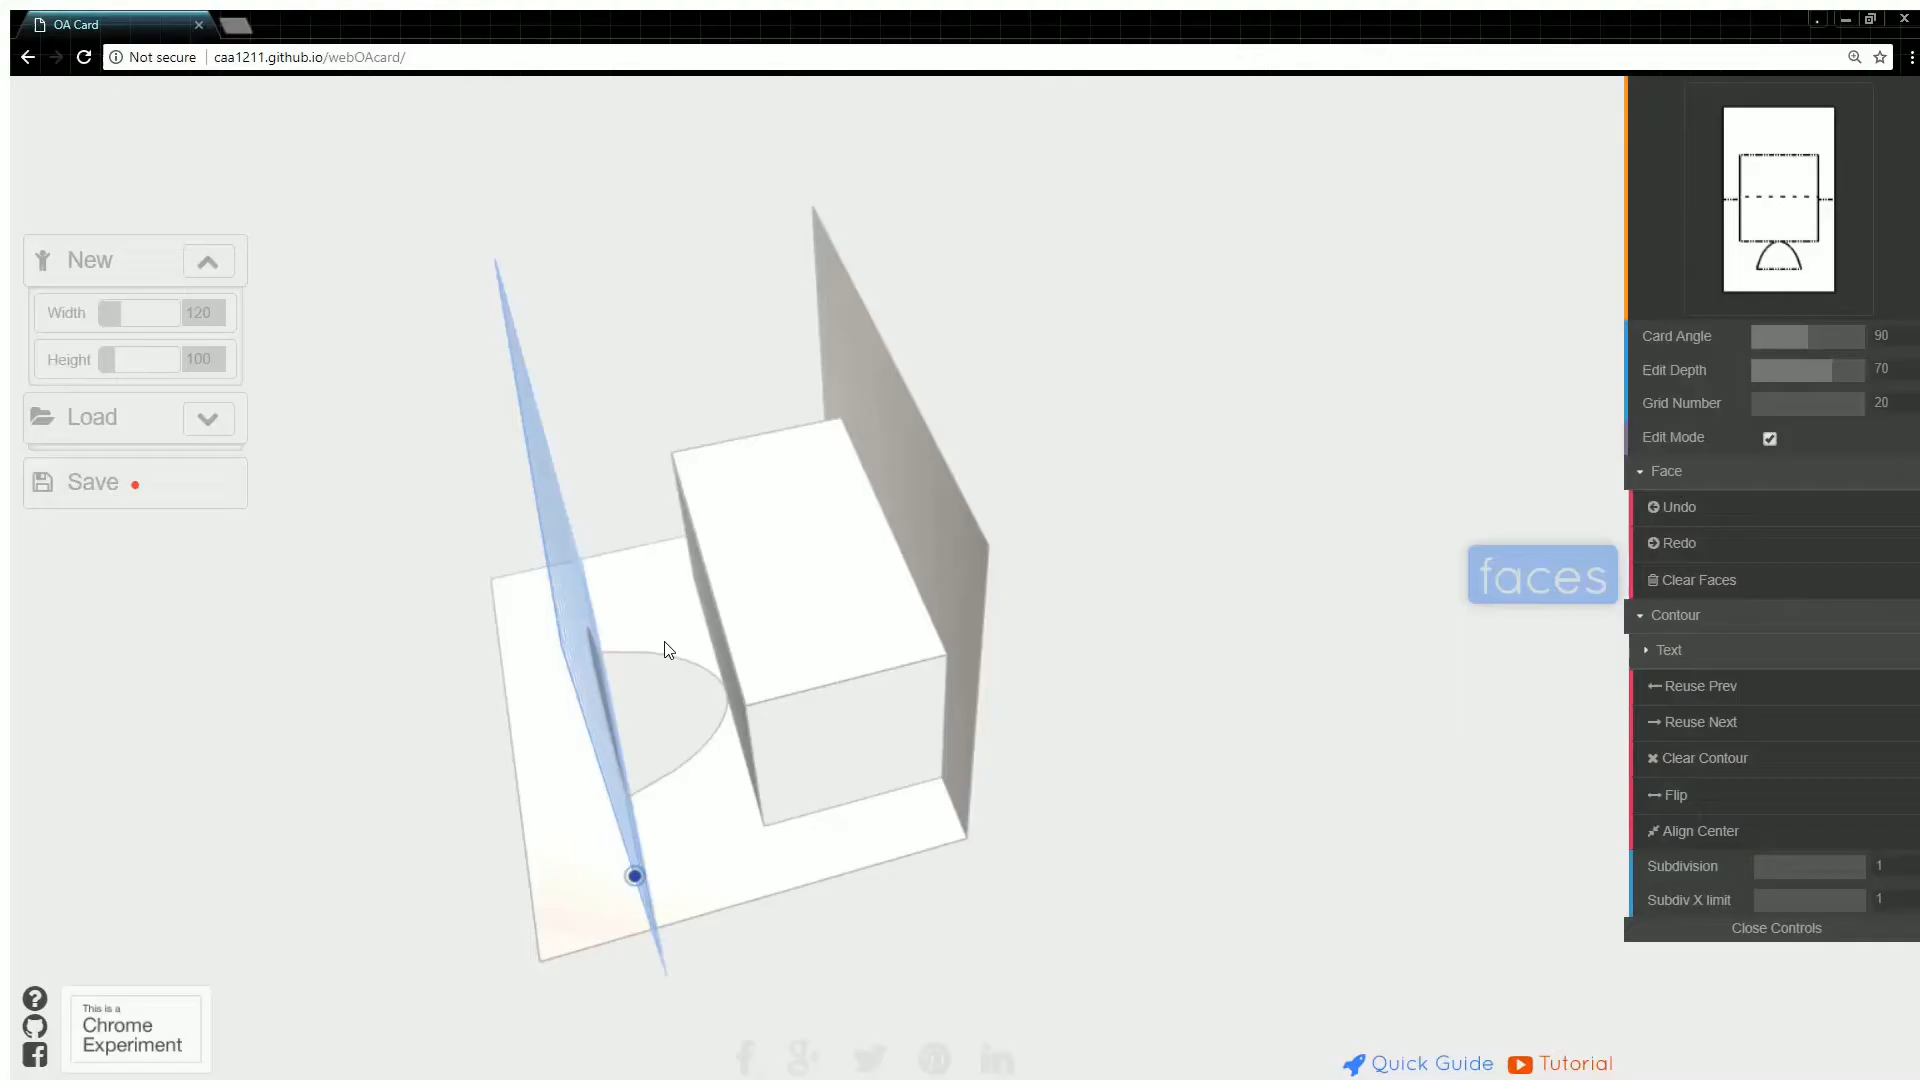 OA Card
Not secure
caa1211.github.io/webOAcard/
New
Width 120
Height 100
Load
Save
Card Angle 90
Edit Depth 70
Grid Number 20
Edit Mode
Face
Undo
Redo
Clear Faces
faces
Contour
Text
Reuse Prev
Reuse Next
Clear Contour
Flip
Align Center
Subdivision 1
Subdiv X limit 1
Close Controls
This is a
Chrome
Experiment
Quick Guide
Tutorial